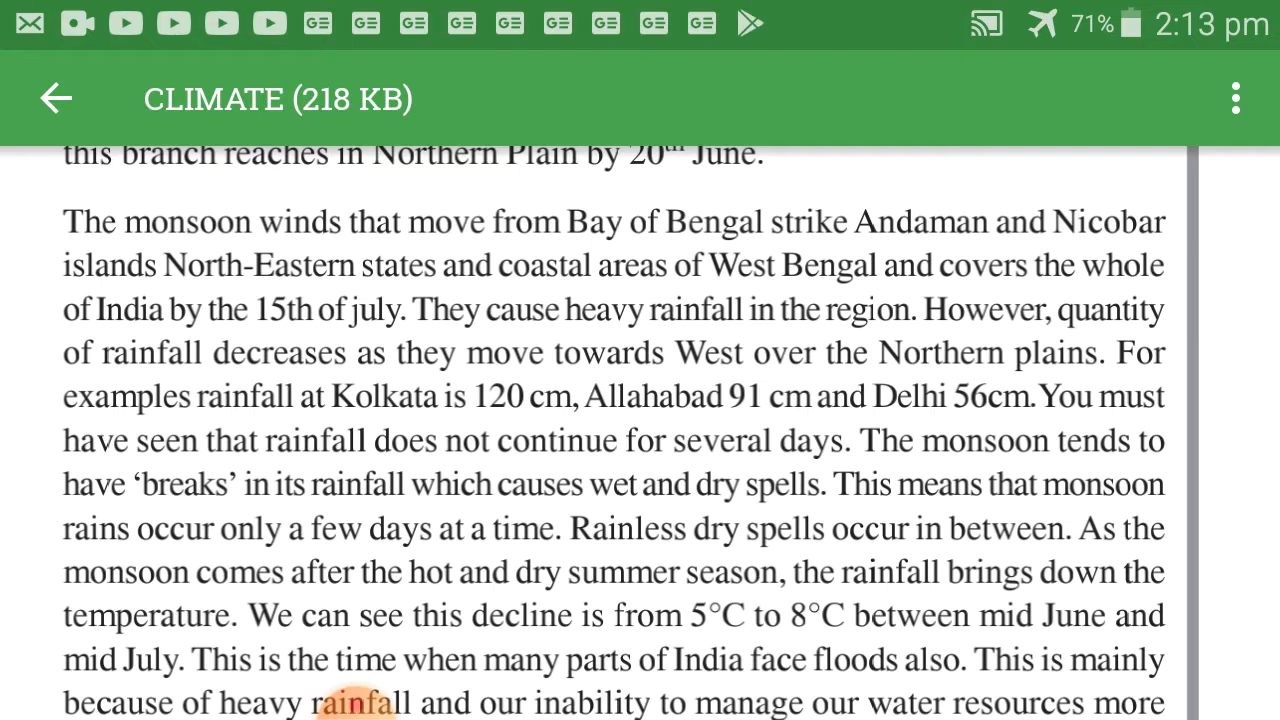 GE GE GE GE GE GE GE GE GE 71% 2:13 pm
CLIMATE (218 KB)
this branch reaches in Northern Plain by 20th June.
The monsoon winds that move from Bay of Bengal strike Andaman and Nicobar
islands North-Eastern states and coastal areas of West Bengal and covers the whole
of India by the 15th of july. They cause heavy rainfall in the region. However, quantity
of rainfall decreases as they move towards West over the Northern plains. For
examples rainfall at Kolkata is 120 cm, Allahabad 91 cm and Delhi 56cm. You must
have seen that rainfall does not continue for several days. The monsoon tends to
have ‘breaks’ in its rainfall which causes wet and dry spells. This means that monsoon
rains occur only a few days at a time. Rainless dry spells occur in between. As the
monsoon comes after the hot and dry summer season, the rainfall brings down the
temperature. We can see this decline is from 5°C to 8°C between mid June and
mid July. This is the time when many parts of India face floods also. This is mainly
because of heavy rainfall and our inability to manage our water resources more